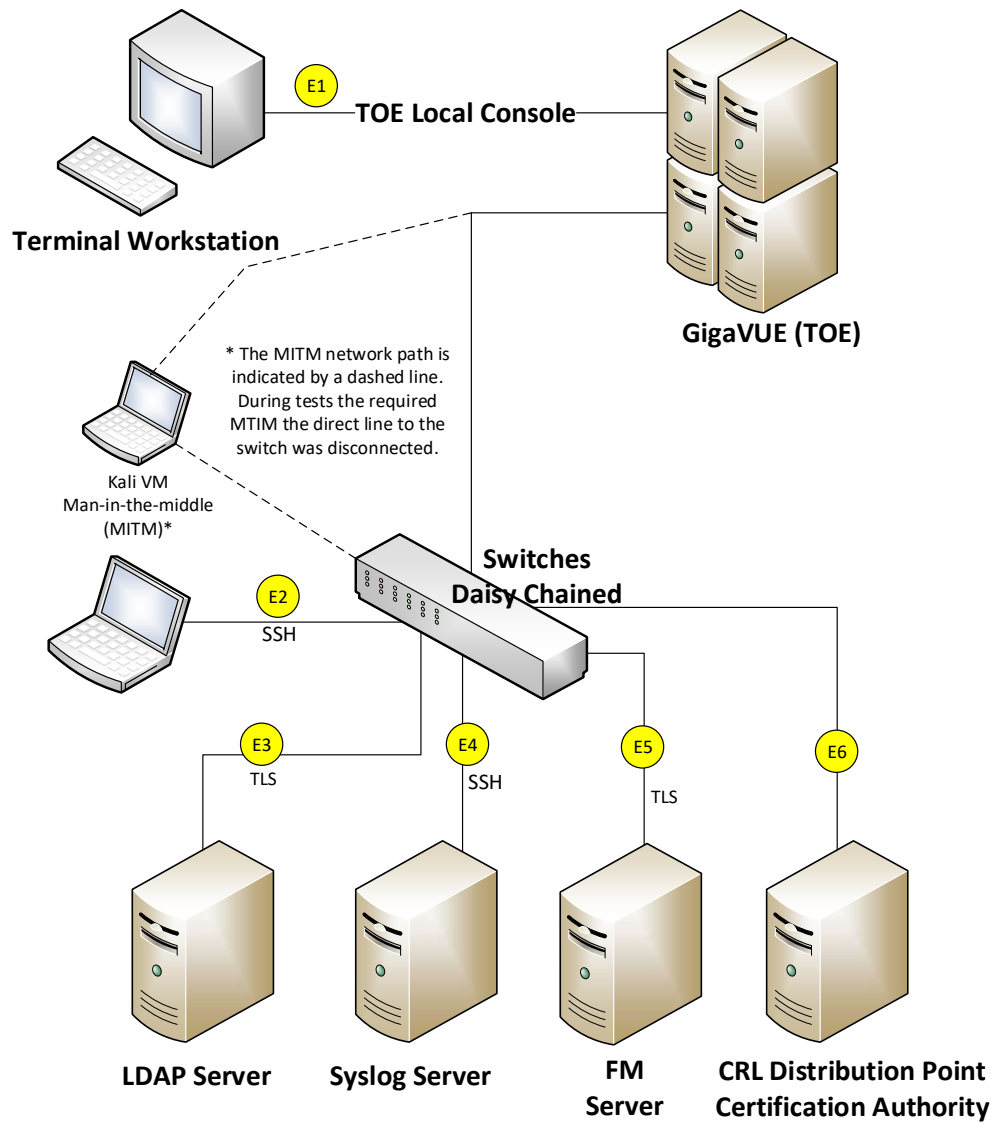 E1
TOE Local Console
Terminal Workstation
GigaVUE (TOE)
* The MITM network path is
indicated by a dashed line.
During tests the required
MTIM the direct line to the
switch was disconnected.
Kali VM
Man-in-the-middle
(MITM)*
Switches
Daisy Chained
E2
SSH
E3
TLS
E4
SSH
E5
TLS
E6
LDAP Server
Syslog Server
FM
Server
CRL Distribution Point
Certification Authority